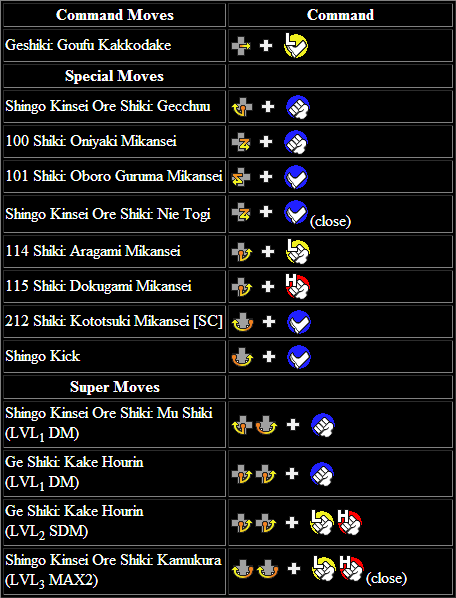 Command Moves Command
Geshiki: Goufu Kakkodake + L
Special Moves
Shingo Kinsei Ore Shiki: Gecchuu +
100 Shiki: Oniyaki Mikansei +
101 Shiki: Oboro Guruma Mikansei +
Shingo Kinsei Ore Shiki: Nie Togi + (close)
114 Shiki: Aragami Mikansei + L
115 Shiki: Dokugami Mikansei + H
212 Shiki: Kototsuki Mikansei [SC] +
Shingo Kick +
Super Moves
Shingo Kinsei Ore Shiki: Mu Shiki
(LVL1 DM) +
Ge Shiki: Kake Hourin
(LVL1 DM) +
Ge Shiki: Kake Hourin
(LVL2 SDM) + L H
Shingo Kinsei Ore Shiki: Kamukura
(LVL3 MAX2) + L H (close)